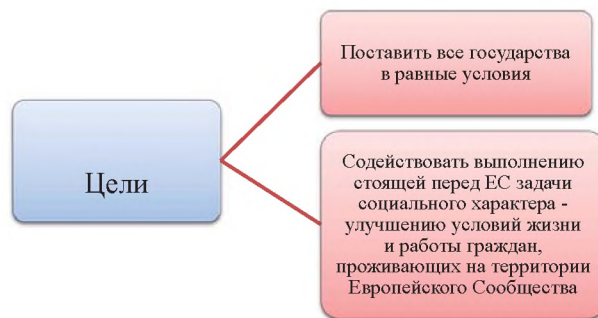 Цели
Поставить все государства
в равные условия
Содействовать выполнению
стоящей перед ЕС задачи
социального характера -
улучшению условий жизни
и работы граждан,
проживающих на территории
Европейского Сообщества